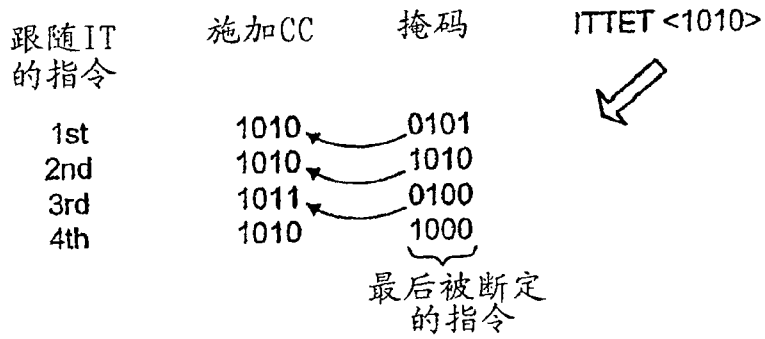 跟随IT
的指令
施加CC
掩码
ITTET <1010>
1st 1010 0101
2nd 1010 1010
3rd 1011 0100
4th 1010 1000
最后被断定
的指令